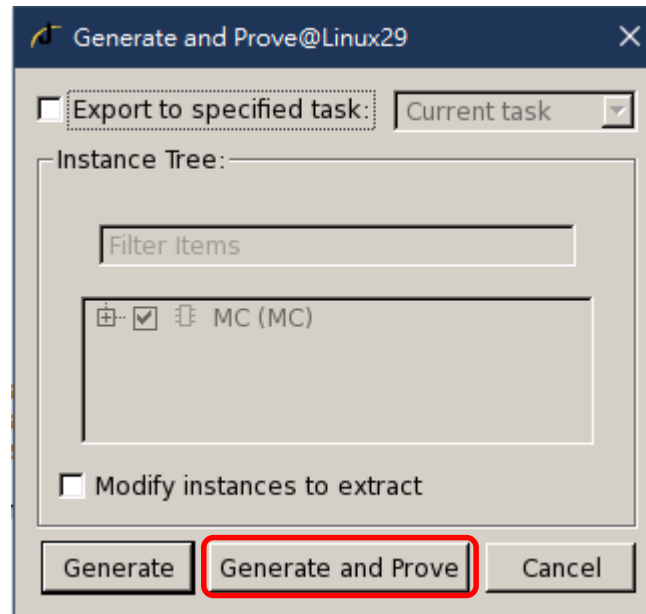 Generate and Prove@Linux29
Export to specified task: Current task
Instance Tree:
Filter Items
MC (MC)
Modify instances to extract
Generate Generate and Prove Cancel